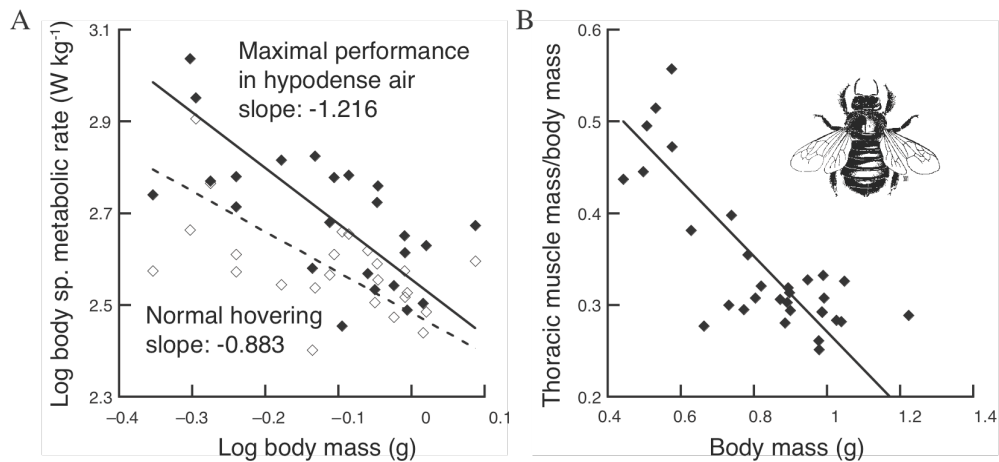 A
Log body sp. metabolic rate (W kg-1)
3.1
2.9
2.7
2.5
2.3
Maximal performance
in hypodense air
slope: -1.216
Normal hovering
slope: -0.883
–0.4
–0.3
–0.2
–0.1
0
0.1
Log body mass (g)
B
Thoracic muscle mass/body mass
0.6
0.5
0.4
0.3
0.2
0.4
0.6
0.8
1
1.2
1.4
Body mass (g)